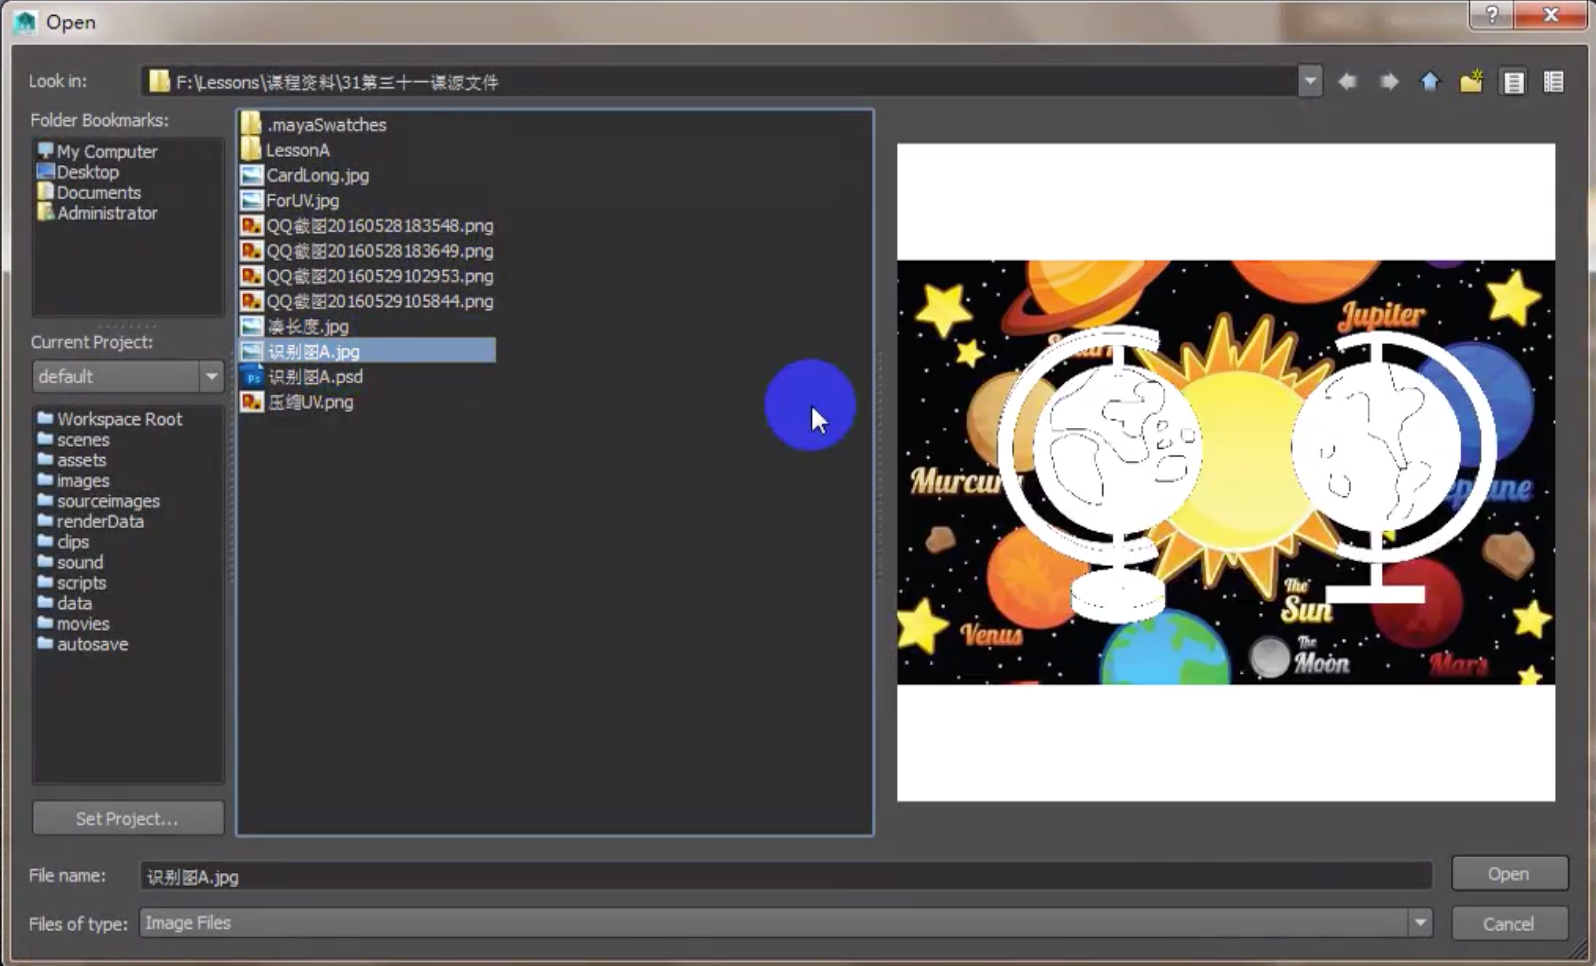 Open
Look in:
F:\Lessons\课程资料\31第三十一课源文件
Folder Bookmarks:
My Computer
Desktop
Documents
Administrator
Current Project:
default
Workspace Root
scenes
assets
images
sourceimages
renderData
clips
sound
scripts
data
movies
autosave
Set Project...
.mayaSwatches
LessonA
CardLong.jpg
ForUV.jpg
QQ截图20160528183548.png
QQ截图20160528183649.png
QQ截图20160529102953.png
QQ截图20160529105844.png
凑长度.jpg
识别图A.jpg
Ps
识别图A.psd
压缩UV.png
Jupiter
Murcury
The
Sun
Venus
The
Moon
Mars
File name:
识别图A.jpg
Open
Files of type:
Image Files
Cancel